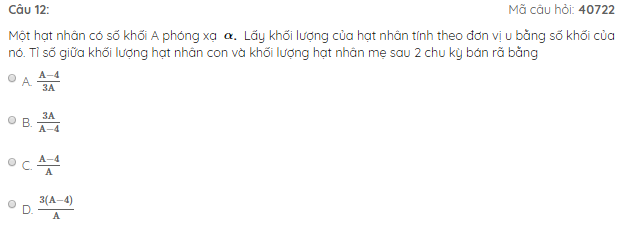 Câu 12: Mã câu hỏi: 40722
Một hạt nhân có số khối A phóng xạ α. Lấy khối lượng của hạt nhân tính theo đơn vị u bằng số khối của
nó. Tỉ số giữa khối lượng hạt nhân con và khối lượng hạt nhân mẹ sau 2 chu kỳ bán rã bằng
A. A−4/3A
B. 3A/A−4
C. A−4/A
D. 3(A−4)/A